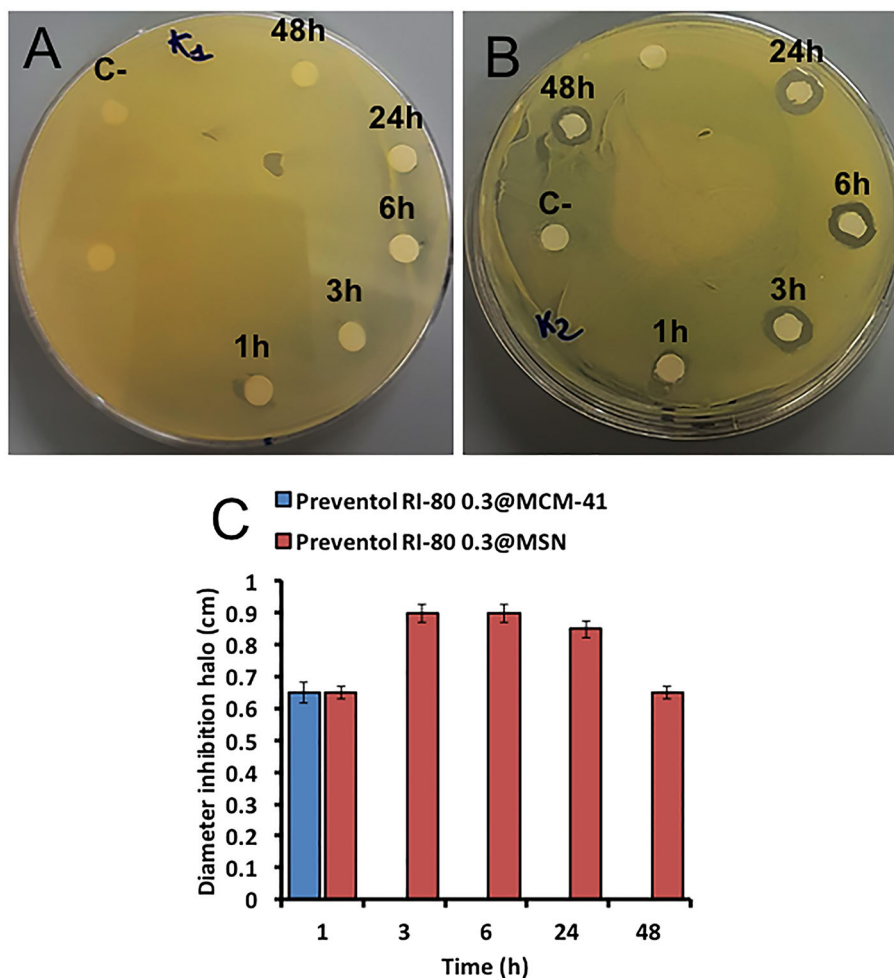 A
K1
48h
C-
24h
6h
3h
1h
B
24h
48h
6h
C-
3h
K2
1h
C
Preventol RI-80 0.3@MCM-41
Preventol RI-80 0.3@MSN
Diameter inhibition halo (cm)
1
0.9
0.8
0.7
0.6
0.5
0.4
0.3
0.2
0.1
0
1 3 6 24 48
Time (h)